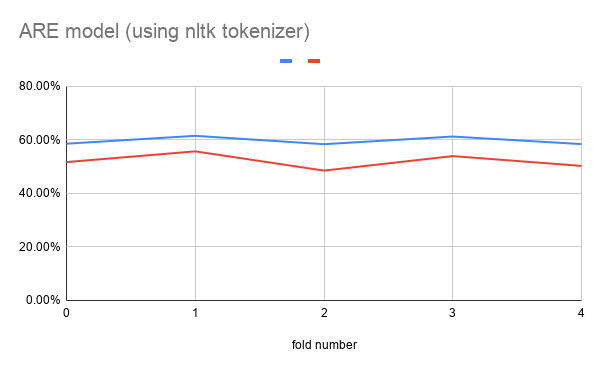 ARE model (using nltk tokenizer)
80.00%
60.00%
40.00%
20.00%
0.00%
0 1 2 3 4
fold number